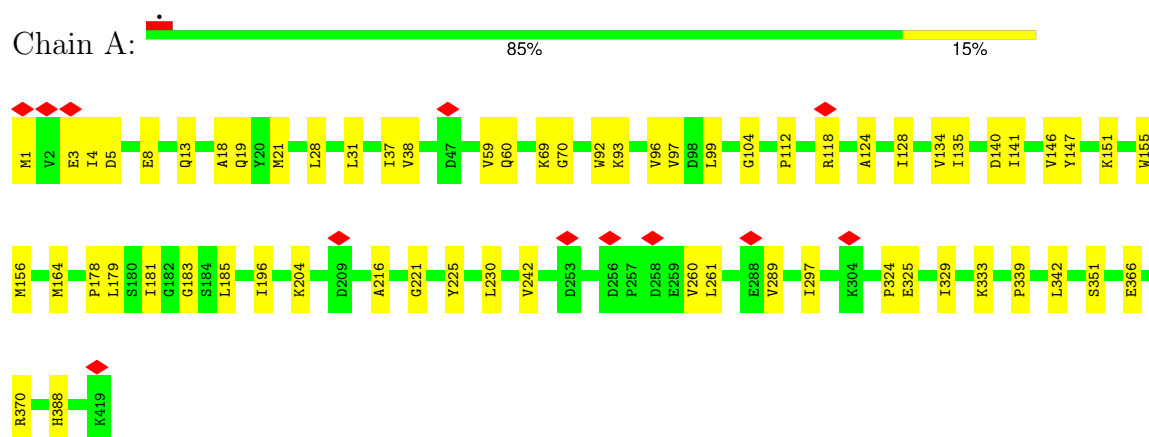 Chain A:
85%
15%
M1 V2 E3 I4 D5 E8 Q13 A18 Q19 Y20 M21 L28 L31 I37 V38 D47 V59 Q60 K69 G70 W92 K93 V96 V97 D98 L99 G104 P112 R118 A124 I128 V134 I135 D140 I141 V146 Y147 K151 W155
M156 M164 P178 L179 S180 I181 G182 G183 S184 L185 I196 K204 D209 A216 G221 Y225 L230 V242 D253 D256 P257 D258 E259 V260 L261 E288 V289 I297 K304 P324 E325 I329 K333 P339 L342 S351 E366
R370 H388 K419